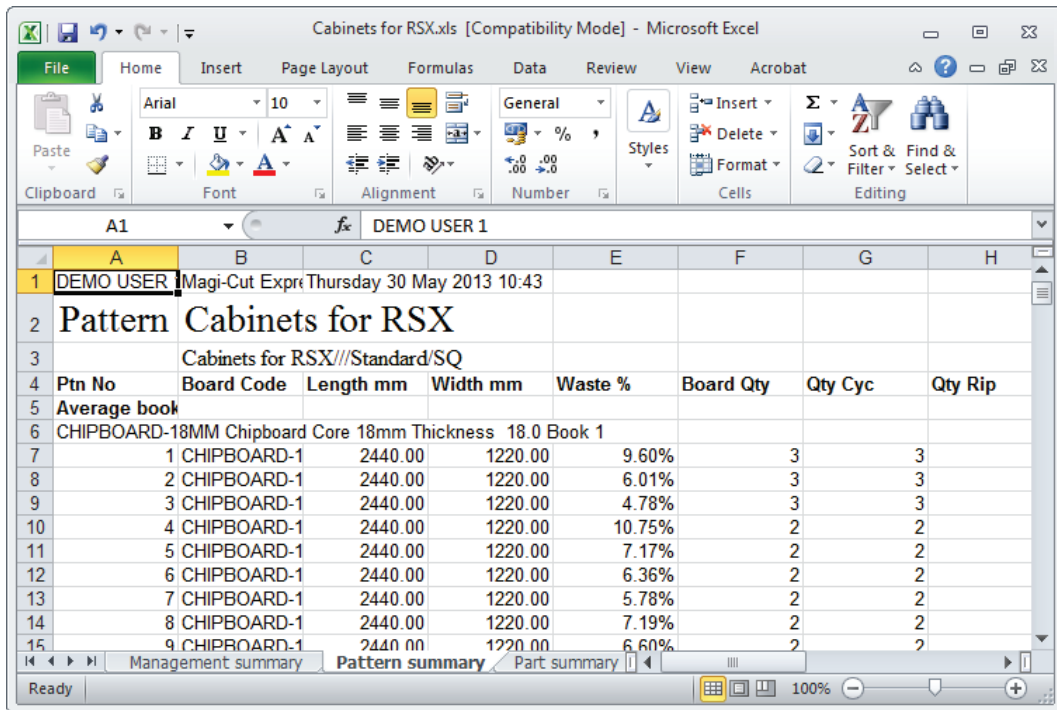 Cabinets for RSX.xls [Compatibility Mode] - Microsoft Excel
File Home Insert Page Layout Formulas Data Review View Acrobat
Arial 10 General Insert
Paste B I U A A % , Styles Delete Sort & Find &
A .0 .00 .00 .0 Format Filter Select
Clipboard Font Alignment Number Cells Editing
A1 fx DEMO USER 1
A B C D E F G H
1 DEMO USER Magi-Cut Expre Thursday 30 May 2013 10:43
2 Pattern Cabinets for RSX
3 Cabinets for RSX///Standard/SQ
4 Ptn No Board Code Length mm Width mm Waste % Board Qty Qty Cyc Qty Rip
5 Average book
6 CHIPBOARD-18MM Chipboard Core 18mm Thickness 18.0 Book 1
7 1 CHIPBOARD-1 2440.00 1220.00 9.60% 3 3
8 2 CHIPBOARD-1 2440.00 1220.00 6.01% 3 3
9 3 CHIPBOARD-1 2440.00 1220.00 4.78% 3 3
10 4 CHIPBOARD-1 2440.00 1220.00 10.75% 2 2
11 5 CHIPBOARD-1 2440.00 1220.00 7.17% 2 2
12 6 CHIPBOARD-1 2440.00 1220.00 6.36% 2 2
13 7 CHIPBOARD-1 2440.00 1220.00 5.78% 2 2
14 8 CHIPBOARD-1 2440.00 1220.00 7.19% 2 2
15 9 CHIPBOARD-1 2440.00 1220.00 6.60% 2 2
Management summary Pattern summary Part summary
Ready 100%